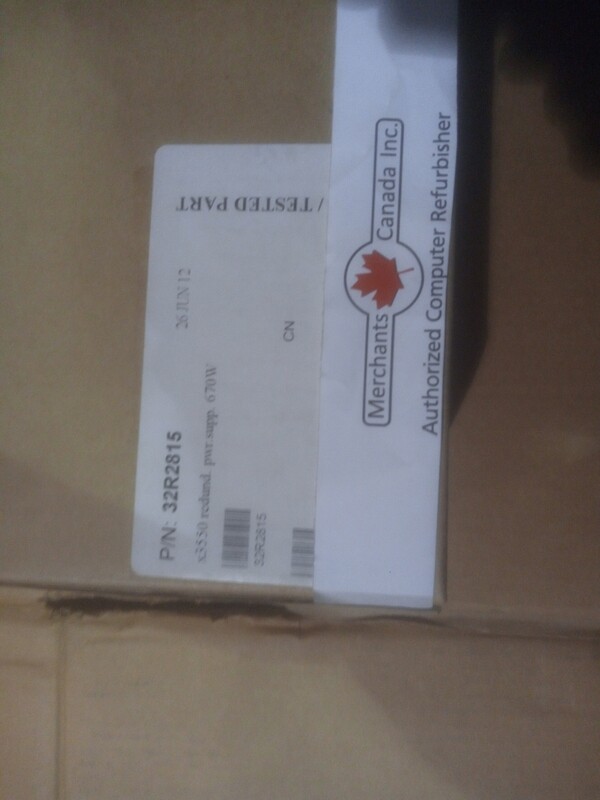 P/N: 32R2815
x3550 redund. pwr.supp. 670W
26 JUN 12
32R2815
CN
/ TESTED PART
Merchants Canada Inc.
Authorized Computer Refurbisher